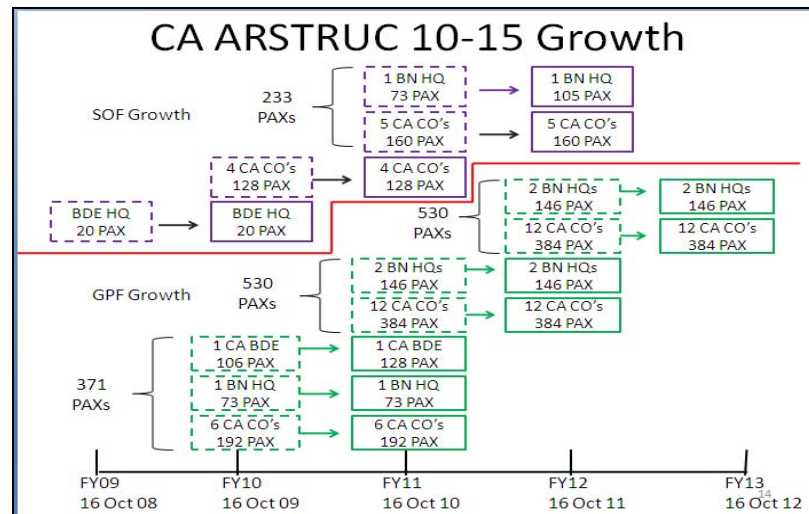 CA ARSTRUC 10-15 Growth
SOF Growth
233
PAXs
1 BN HQ
73 PAX
1 BN HQ
105 PAX
5 CA CO's
160 PAX
5 CA CO's
160 PAX
4 CA CO's
128 PAX
4 CA CO's
128 PAX
BDE HQ
20 PAX
BDE HQ
20 PAX
530
PAXs
2 BN HQs
146 PAX
2 BN HQs
146 PAX
12 CA CO's
384 PAX
12 CA CO's
384 PAX
GPF Growth
530
PAXs
2 BN HQs
146 PAX
2 BN HQs
146 PAX
12 CA CO's
384 PAX
12 CA CO's
384 PAX
371
PAXs
1 CA BDE
106 PAX
1 CA BDE
128 PAX
1 BN HQ
73 PAX
1 BN HQ
73 PAX
6 CA CO's
192 PAX
6 CA CO's
192 PAX
FY09
16 Oct 08
FY10
16 Oct 09
FY11
16 Oct 10
FY12
16 Oct 11
FY13
16 Oct 12
14